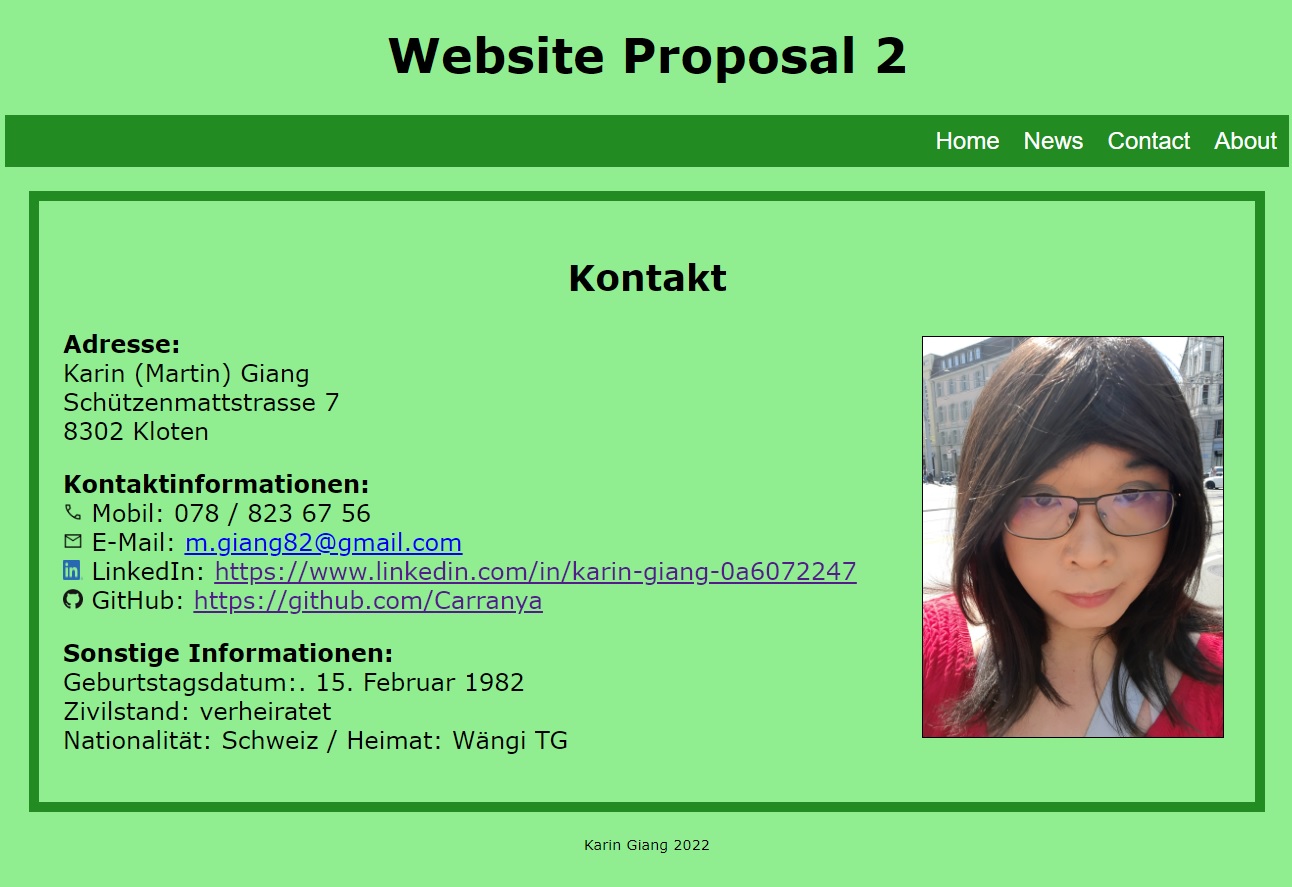 Website Proposal 2
Home News Contact About
Kontakt
Adresse:
Karin (Martin) Giang
Schützenmattstrasse 7
8302 Kloten
Kontaktinformationen:
Mobil: 078 / 823 67 56
E-Mail: m.giang82@gmail.com
LinkedIn: https://www.linkedin.com/in/karin-giang-0a6072247
GitHub: https://github.com/Carranya
Sonstige Informationen:
Geburtstagsdatum:. 15. Februar 1982
Zivilstand: verheiratet
Nationalität: Schweiz / Heimat: Wängi TG
Karin Giang 2022